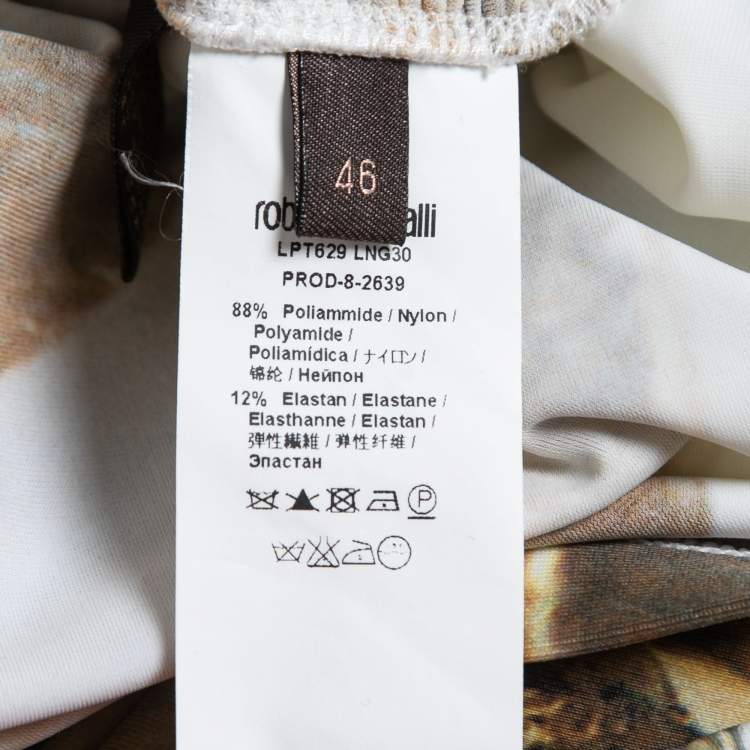 46
rob alli
LPT629 LNG30
PROD-8-2639
88% Poliammide / Nylon /
Polyamide /
Poliamídica / ナイロン /
锦纶 / Нейпон
12% Elastan / Elastane /
Elasthanne / Elastan /
弾性繊維 / 弹性纤维 /
Эпастан
P